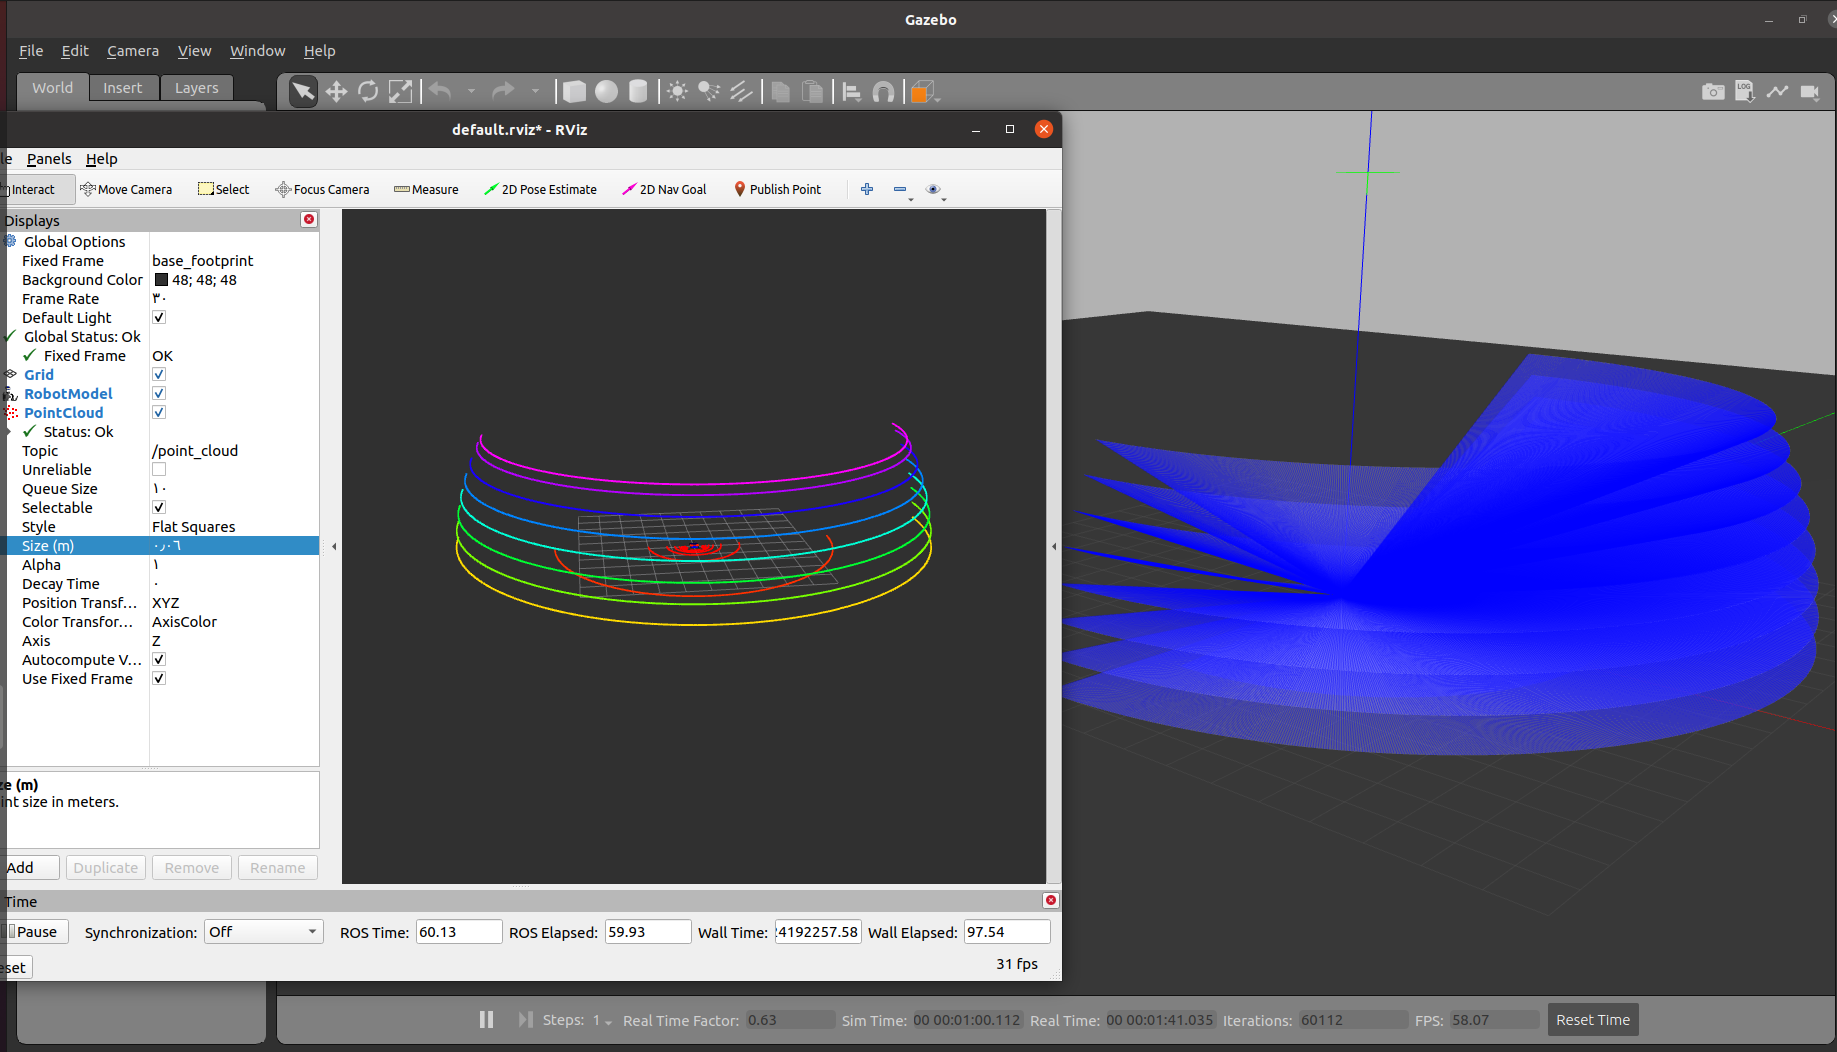 Gazebo
File Edit Camera View Window Help
World Insert Layers
LOG
default.rviz* - RViz
le Panels Help
Interact Move Camera Select Focus Camera Measure 2D Pose Estimate 2D Nav Goal Publish Point
Displays
Global Options
Fixed Frame base_footprint
Background Color 48; 48; 48
Frame Rate ٣٠
Default Light
Global Status: Ok
Fixed Frame OK
Grid
RobotModel
PointCloud
Status: Ok
Topic /point_cloud
Unreliable
Queue Size ١٠
Selectable
Style Flat Squares
Size (m) ٠٫٠٦
Alpha ١
Decay Time ٠
Position Transf... XYZ
Color Transfor... AxisColor
Axis Z
Autocompute V...
Use Fixed Frame
ze (m)
int size in meters.
Add Duplicate Remove Rename
Time
Pause Synchronization: Off ROS Time: 60.13 ROS Elapsed: 59.93 Wall Time: 4192257.58 Wall Elapsed: 97.54
eset
31 fps
Steps: 1 Real Time Factor: 0.63 Sim Time: 00 00:01:00.112 Real Time: 00 00:01:41.035 Iterations: 60112 FPS: 58.07 Reset Time